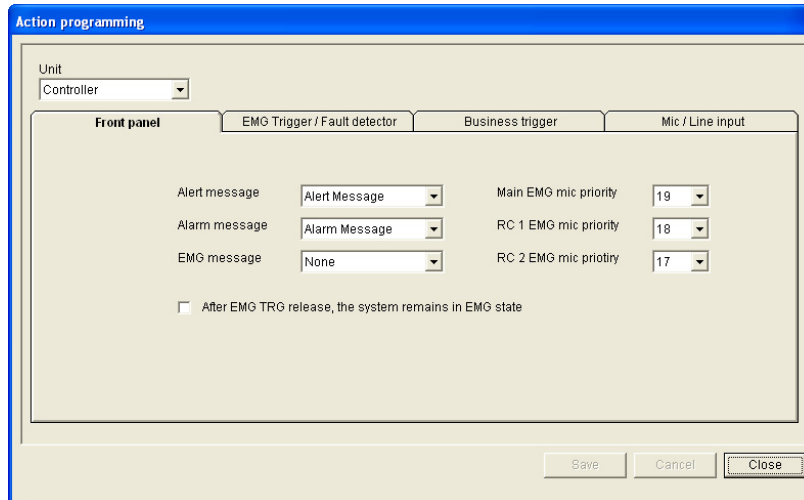 Action programming
Unit
Controller
Front panel EMG Trigger / Fault detector Business trigger Mic / Line input
Alert message Alert Message Main EMG mic priority 19
Alarm message Alarm Message RC 1 EMG mic priority 18
EMG message None RC 2 EMG mic priotiry 17
After EMG TRG release, the system remains in EMG state
Save Cancel Close